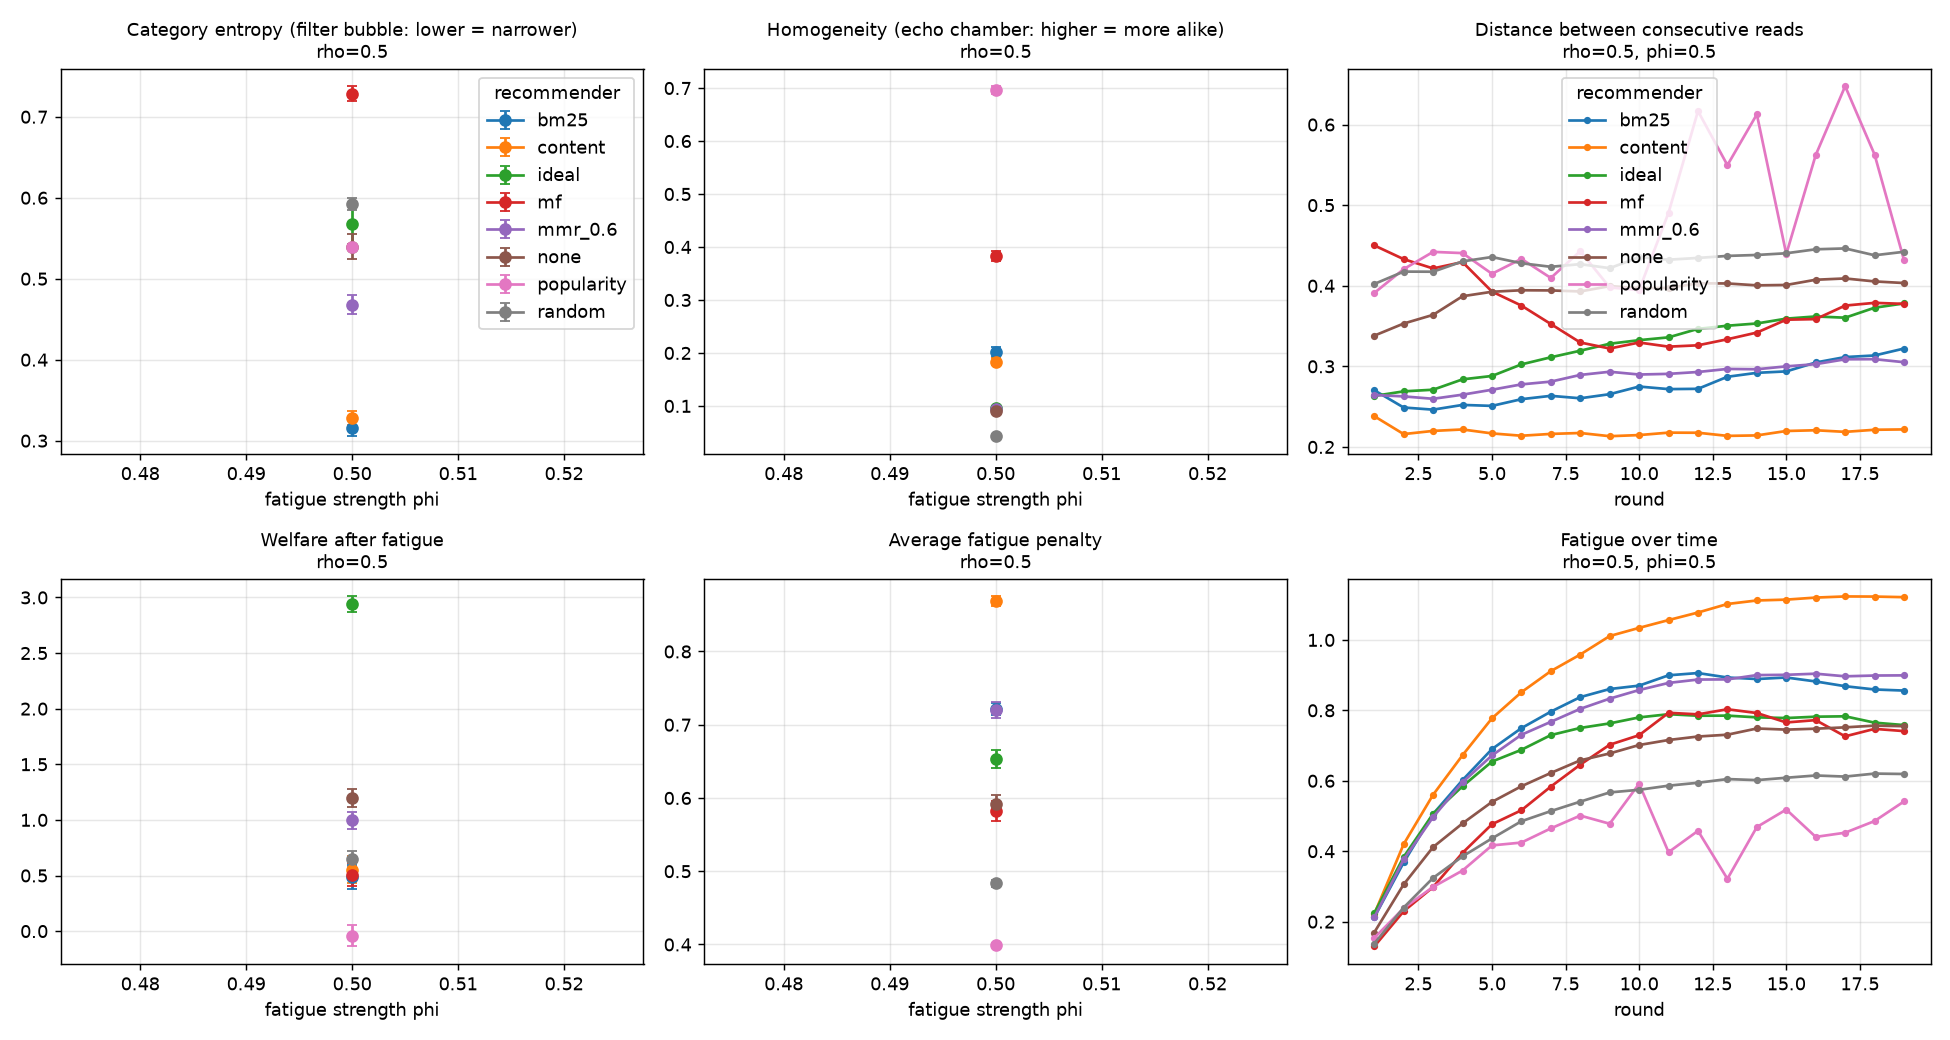 Category entropy (filter bubble: lower = narrower)
rho=0.5
0.7
0.6
0.5
0.4
0.3
0.48
0.49
0.50
0.51
0.52
fatigue strength phi
recommender
bm25
content
ideal
mf
mmr_0.6
none
popularity
random
Homogeneity (echo chamber: higher = more alike)
rho=0.5
0.7
0.6
0.5
0.4
0.3
0.2
0.1
0.48
0.49
0.50
0.51
0.52
fatigue strength phi
Distance between consecutive reads
rho=0.5, phi=0.5
0.6
0.5
0.4
0.3
0.2
2.5
5.0
7.5
10.0
12.5
15.0
17.5
round
recommender
bm25
content
ideal
mf
mmr_0.6
none
popularity
random
Welfare after fatigue
rho=0.5
3.0
2.5
2.0
1.5
1.0
0.5
0.0
0.48
0.49
0.50
0.51
0.52
fatigue strength phi
Average fatigue penalty
rho=0.5
0.8
0.7
0.6
0.5
0.4
0.48
0.49
0.50
0.51
0.52
fatigue strength phi
Fatigue over time
rho=0.5, phi=0.5
1.0
0.8
0.6
0.4
0.2
2.5
5.0
7.5
10.0
12.5
15.0
17.5
round